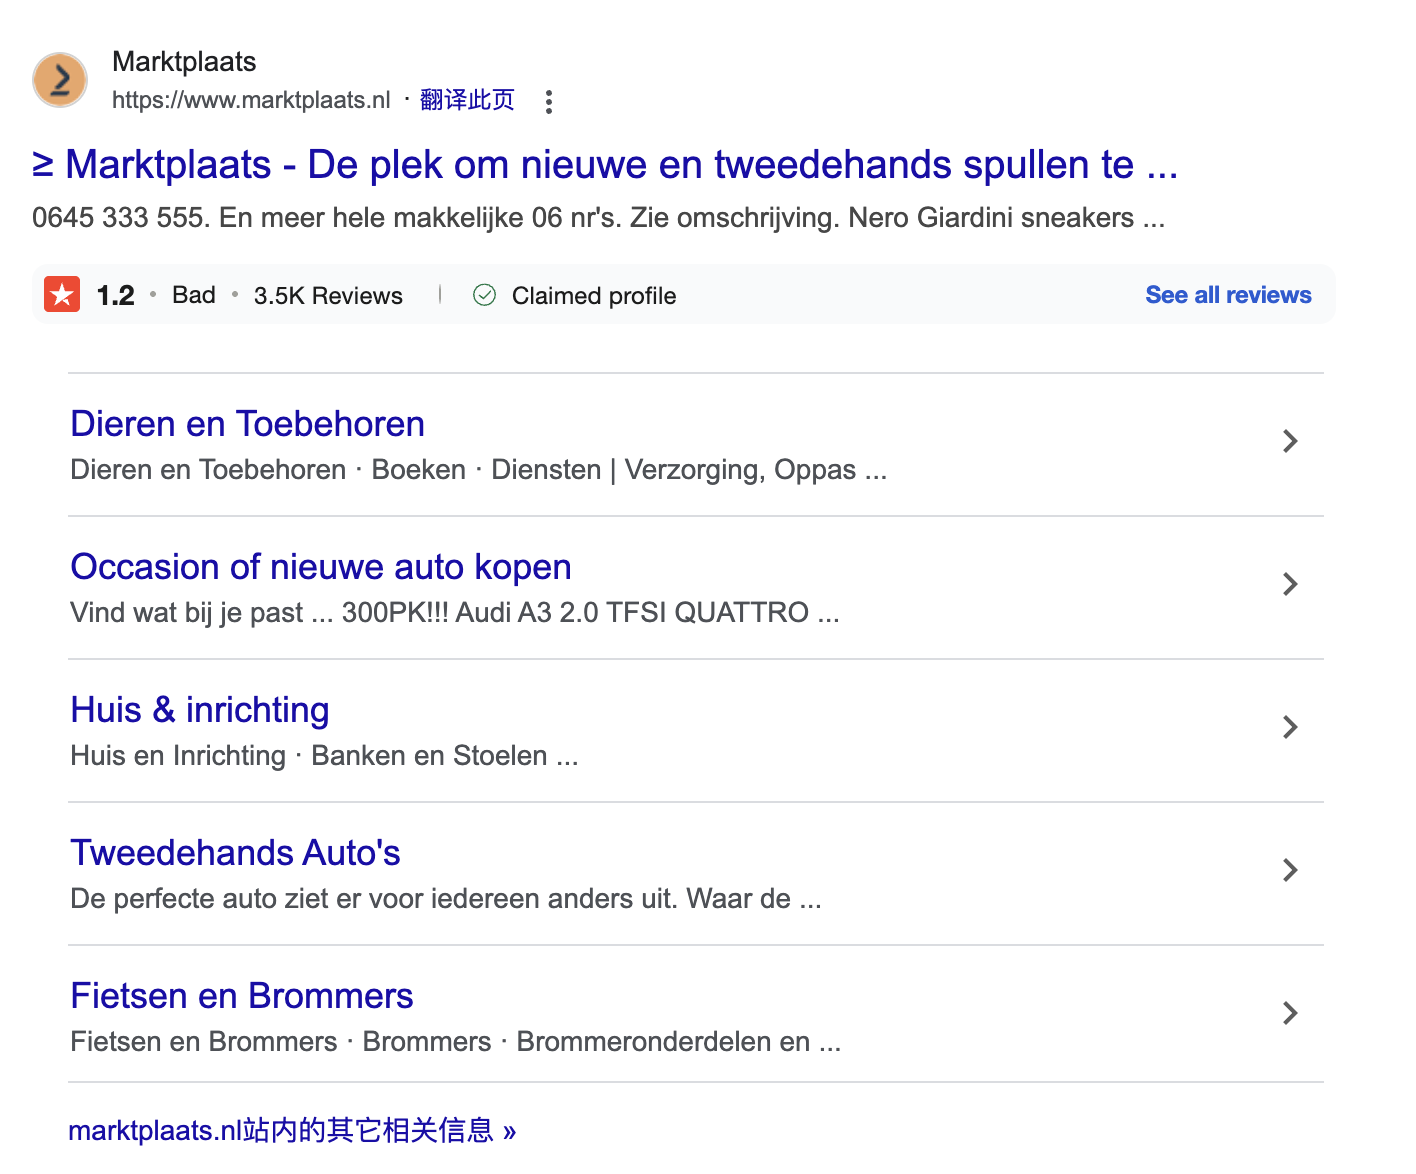 Marktplaats
https://www.marktplaats.nl · 翻译此页
≥ Marktplaats - De plek om nieuwe en tweedehands spullen te ...
0645 333 555. En meer hele makkelijke 06 nr's. Zie omschrijving. Nero Giardini sneakers ...
1.2 • Bad • 3.5K Reviews | Claimed profile See all reviews
Dieren en Toebehoren
Dieren en Toebehoren · Boeken · Diensten | Verzorging, Oppas ...
Occasion of nieuwe auto kopen
Vind wat bij je past ... 300PK!!! Audi A3 2.0 TFSI QUATTRO ...
Huis & inrichting
Huis en Inrichting · Banken en Stoelen ...
Tweedehands Auto's
De perfecte auto ziet er voor iedereen anders uit. Waar de ...
Fietsen en Brommers
Fietsen en Brommers · Brommers · Brommeronderdelen en ...
marktplaats.nl站内的其它相关信息 »